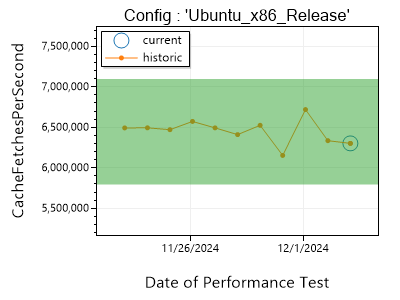 Config : 'Ubuntu_x86_Release'
current
historic
7,500,000
7,000,000
6,500,000
6,000,000
5,500,000
CacheFetchesPerSecond
11/26/2024
12/1/2024
Date of Performance Test